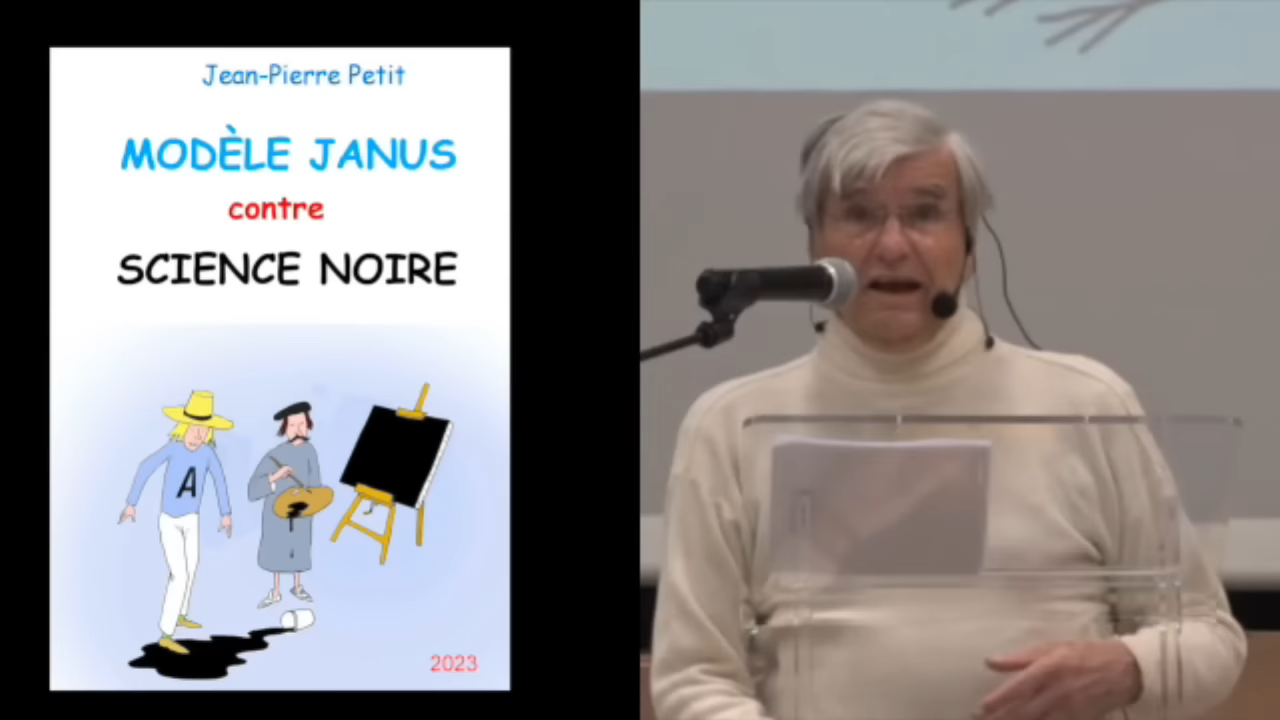 Jean-Pierre Petit
MODÈLE JANUS
contre
SCIENCE NOIRE
A
2023